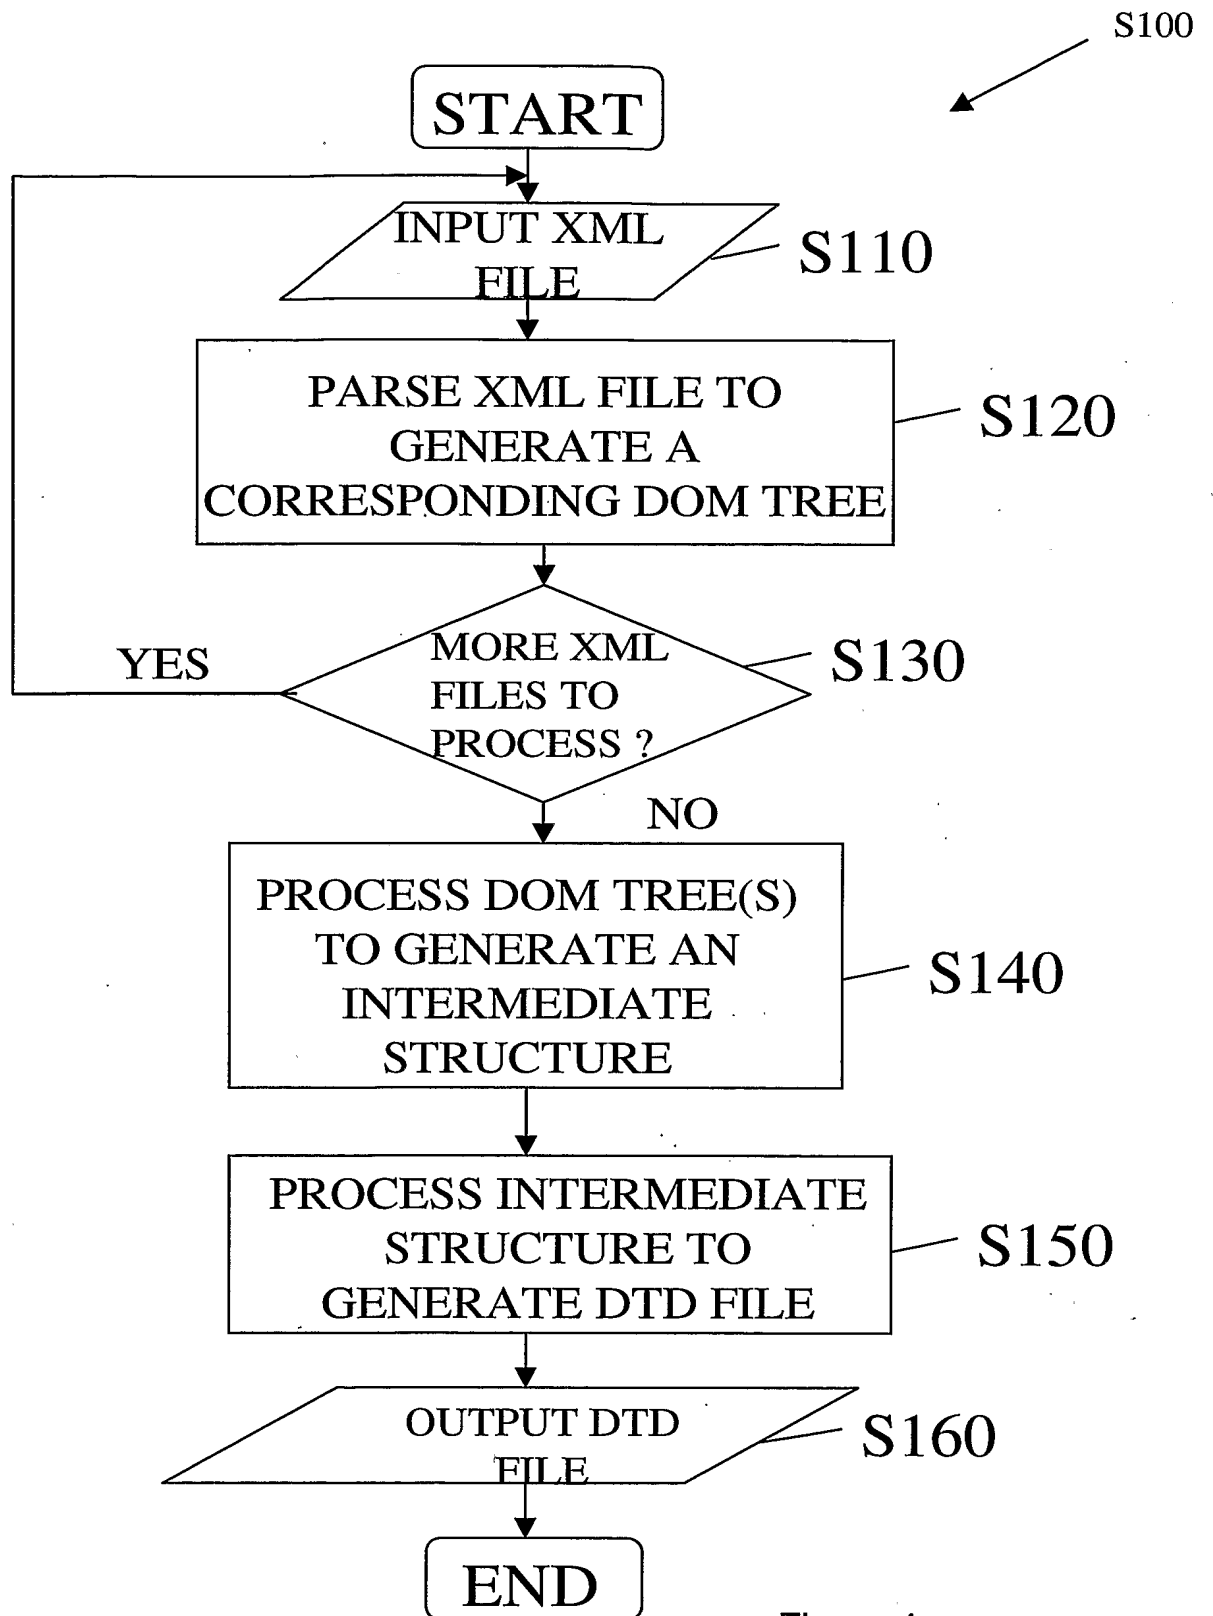 S100
START
INPUT XML
FILE
S110
PARSE XML FILE TO
GENERATE A
CORRESPONDING DOM TREE
S120
MORE XML
FILES TO
PROCESS ?
S130
YES
NO
PROCESS DOM TREE(S)
TO GENERATE AN
INTERMEDIATE
STRUCTURE
S140
PROCESS INTERMEDIATE
STRUCTURE TO
GENERATE DTD FILE
S150
OUTPUT DTD
FILE
S160
END